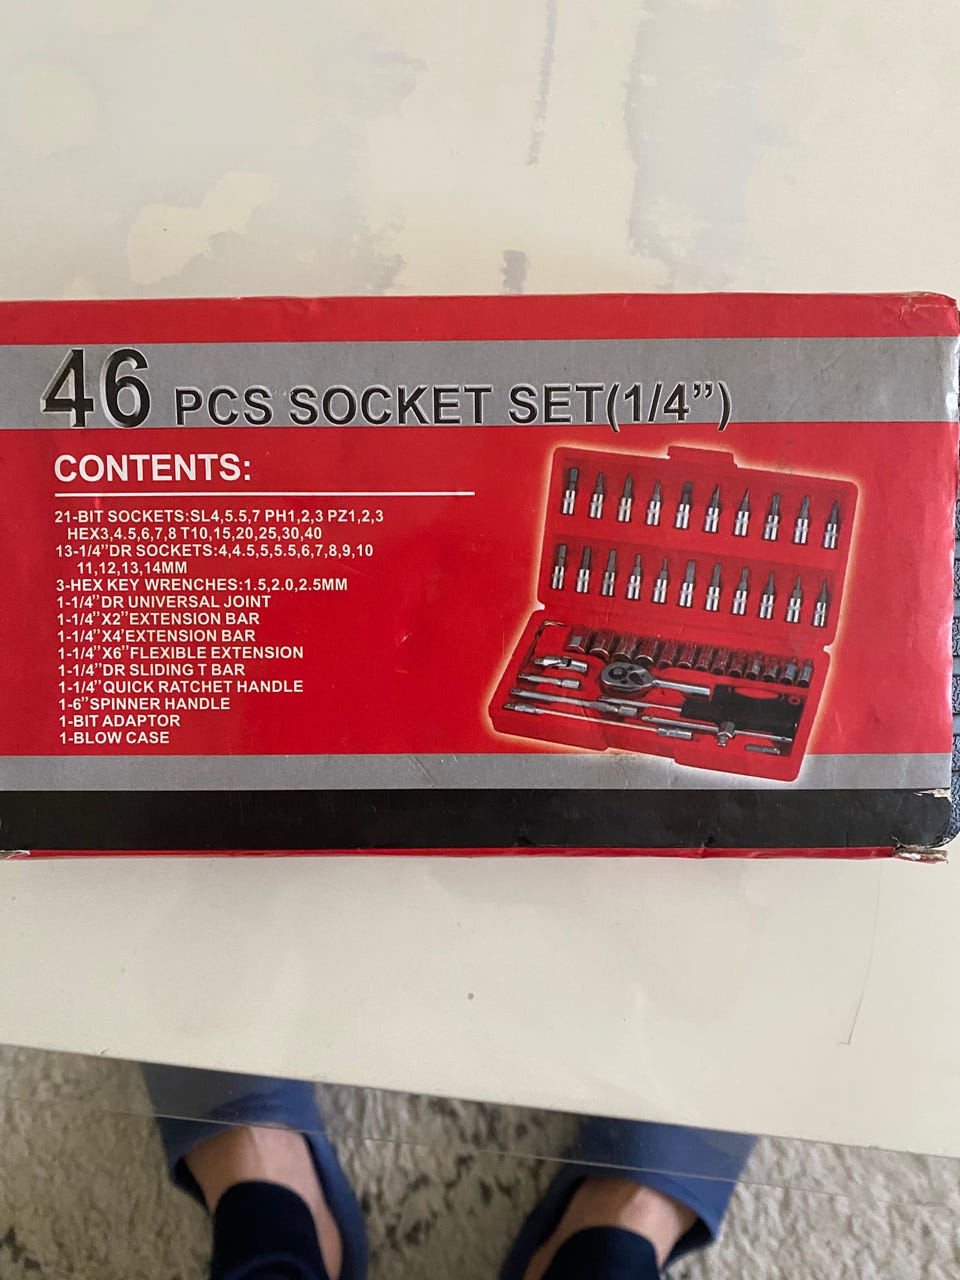 46 PCS SOCKET SET(1/4”)
CONTENTS:
21-BIT SOCKETS:SL4,5.5,7 PH1,2,3 PZ1,2,3
HEX3,4.5,6,7,8 T10,15,20,25,30,40
13-1/4”DR SOCKETS:4,4.5,5,5.5,6,7,8,9,10
11,12,13,14MM
3-HEX KEY WRENCHES:1.5,2.0,2.5MM
1-1/4”DR UNIVERSAL JOINT
1-1/4”X2”EXTENSION BAR
1-1/4”X4’EXTENSION BAR
1-1/4”X6”FLEXIBLE EXTENSION
1-1/4”DR SLIDING T BAR
1-1/4”QUICK RATCHET HANDLE
1-6”SPINNER HANDLE
1-BIT ADAPTOR
1-BLOW CASE